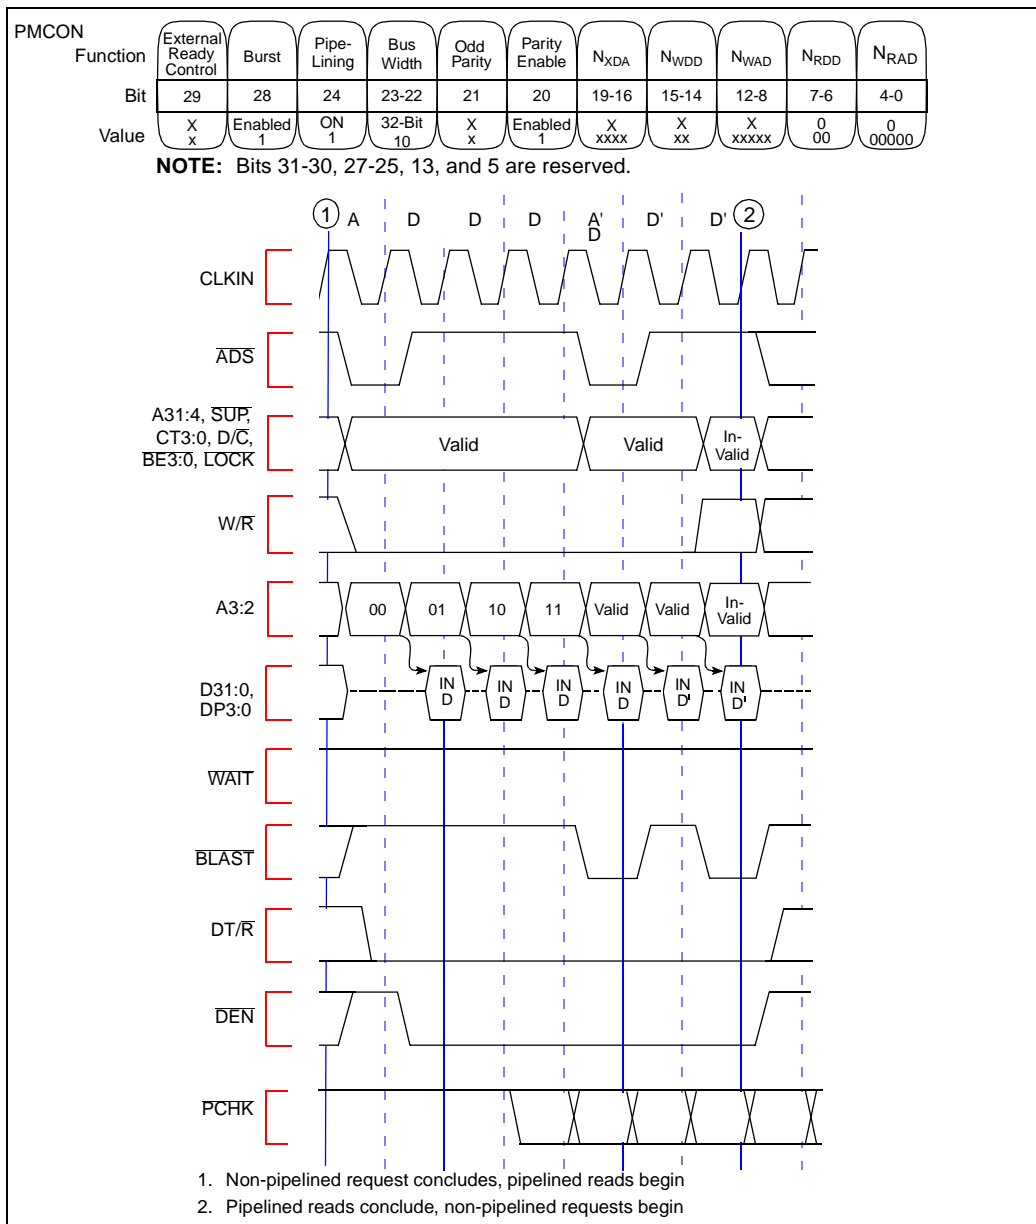 PMCON
Function
External Ready Control
Burst
Pipe-Lining
Bus Width
Odd Parity
Parity Enable
NXDA
NWDD
NWAD
NRDD
NRAD
Bit
29
28
24
23-22
21
20
19-16
15-14
12-8
7-6
4-0
Value
X
x
Enabled
1
ON
1
32-Bit
10
X
x
Enabled
1
X
xxxx
X
xx
X
xxxxx
0
00
0
00000
NOTE: Bits 31-30, 27-25, 13, and 5 are reserved.
1 A D D D A' D D' D' 2
CLKIN
ADS
A31:4, SUP,
CT3:0, D/C,
BE3:0, LOCK
Valid
Valid
In-
Valid
W/R
A3:2
00
01
10
11
Valid
Valid
In-
Valid
D31:0,
DP3:0
IN
D
IN
D
IN
D
IN
D
IN
D'
IN
D'
WAIT
BLAST
DT/R
DEN
PCHK
1. Non-pipelined request concludes, pipelined reads begin
2. Pipelined reads conclude, non-pipelined requests begin